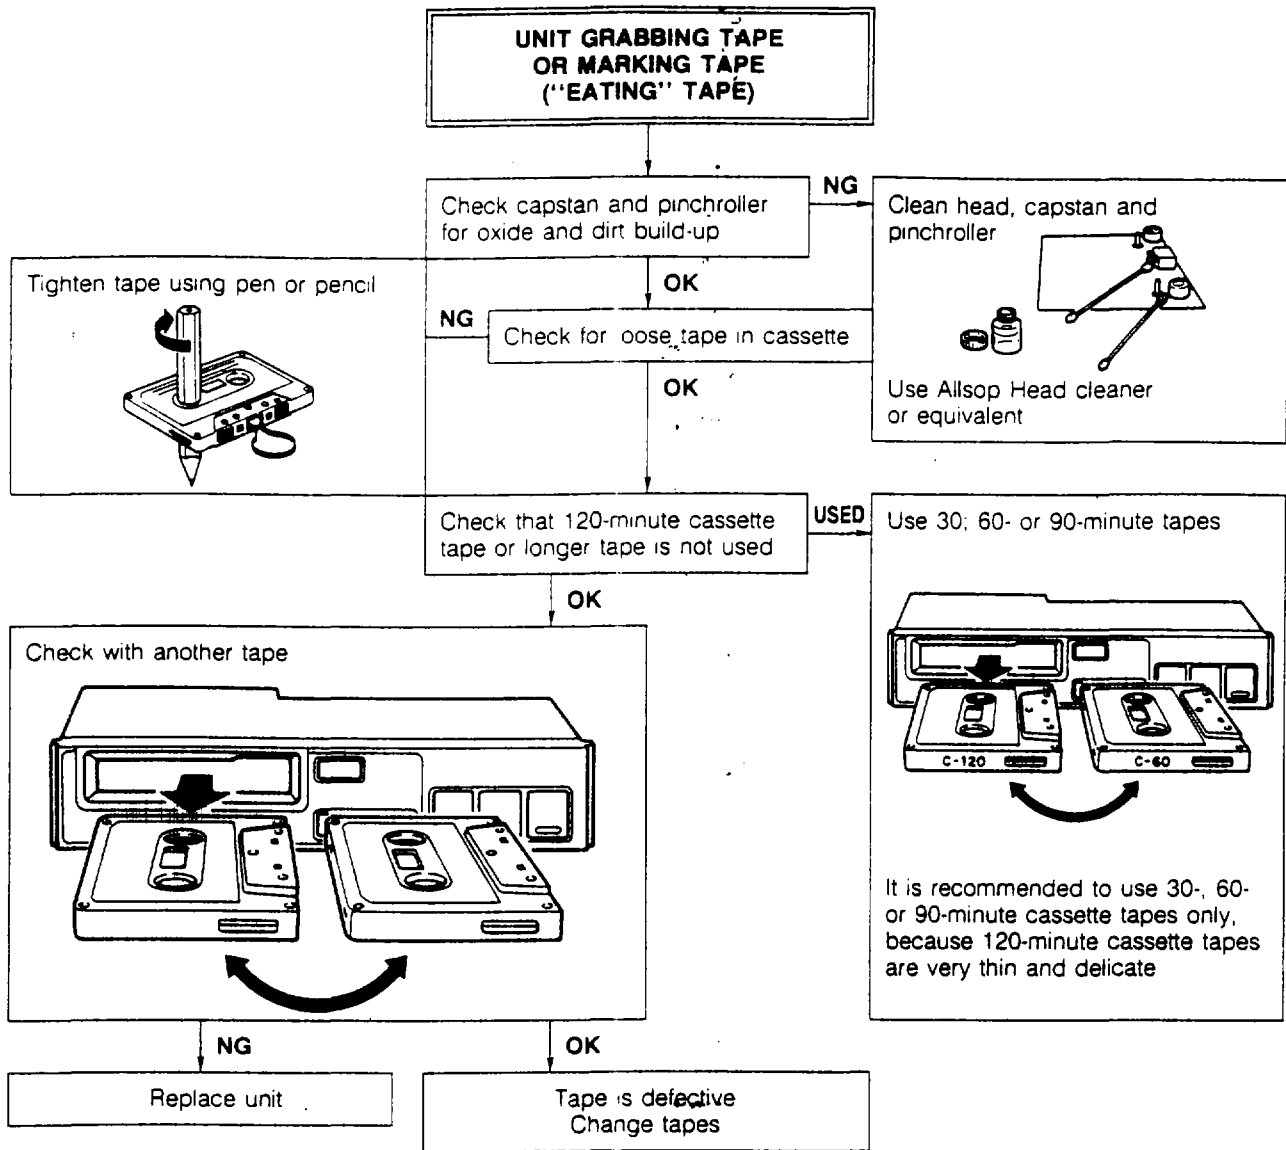 UNIT GRABBING TAPE
OR MARKING TAPE
("EATING" TAPE)
Check capstan and pinchroller
for oxide and dirt build-up
NG
Clean head, capstan and
pinchroller
Use Allsop Head cleaner
or equivalent
OK
Tighten tape using pen or pencil
NG
Check for oose tape in cassette
OK
Check that 120-minute cassette
tape or longer tape is not used
USED
Use 30; 60- or 90-minute tapes
C-120
C-60
It is recommended to use 30-, 60-
or 90-minute cassette tapes only,
because 120-minute cassette tapes
are very thin and delicate
OK
Check with another tape
NG
OK
Replace unit
Tape is defective
Change tapes